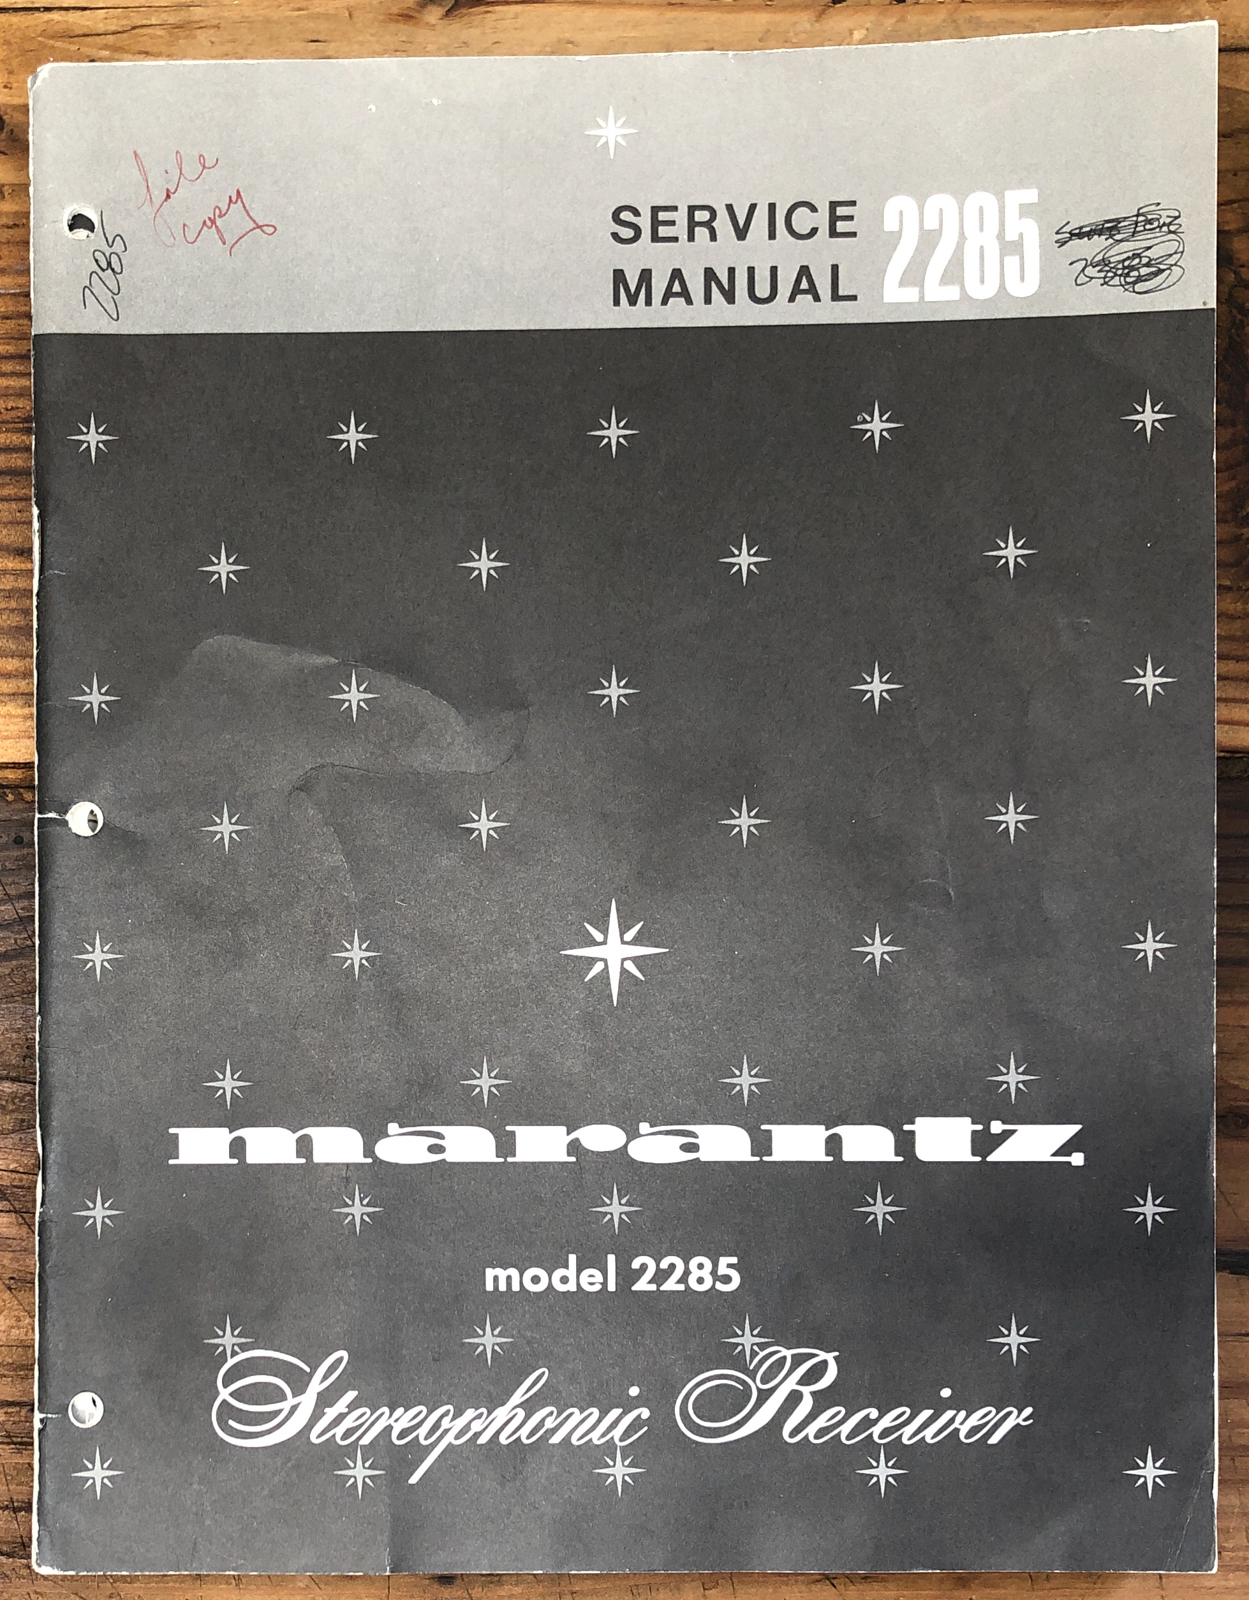 file
copy
2285
SERVICE
MANUAL
2285
marantz
model 2285
Stereophonic Receiver